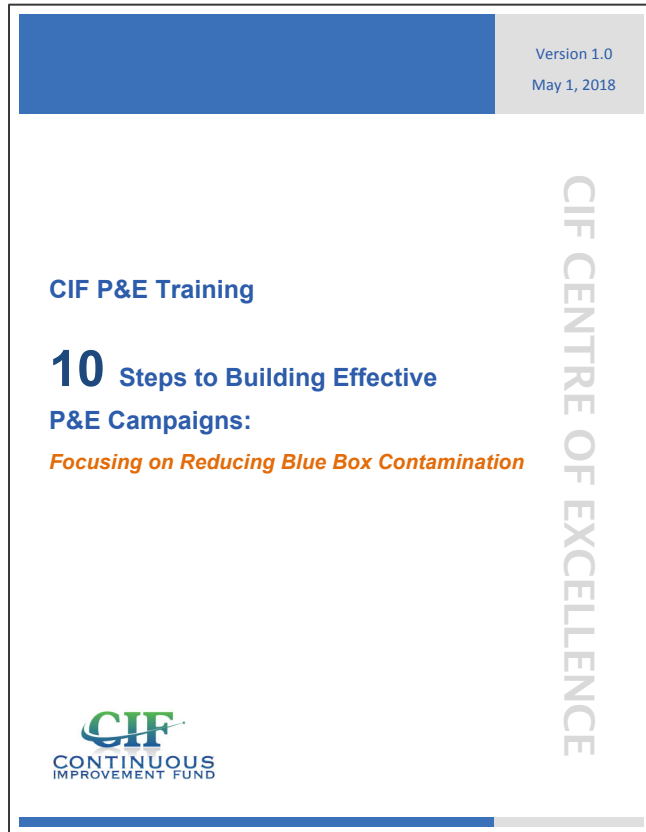 Version 1.0
May 1, 2018
CIF CENTRE OF EXCELLENCE
CIF P&E Training
10 Steps to Building Effective
P&E Campaigns:
Focusing on Reducing Blue Box Contamination
CIF
CONTINUOUS
IMPROVEMENT FUND